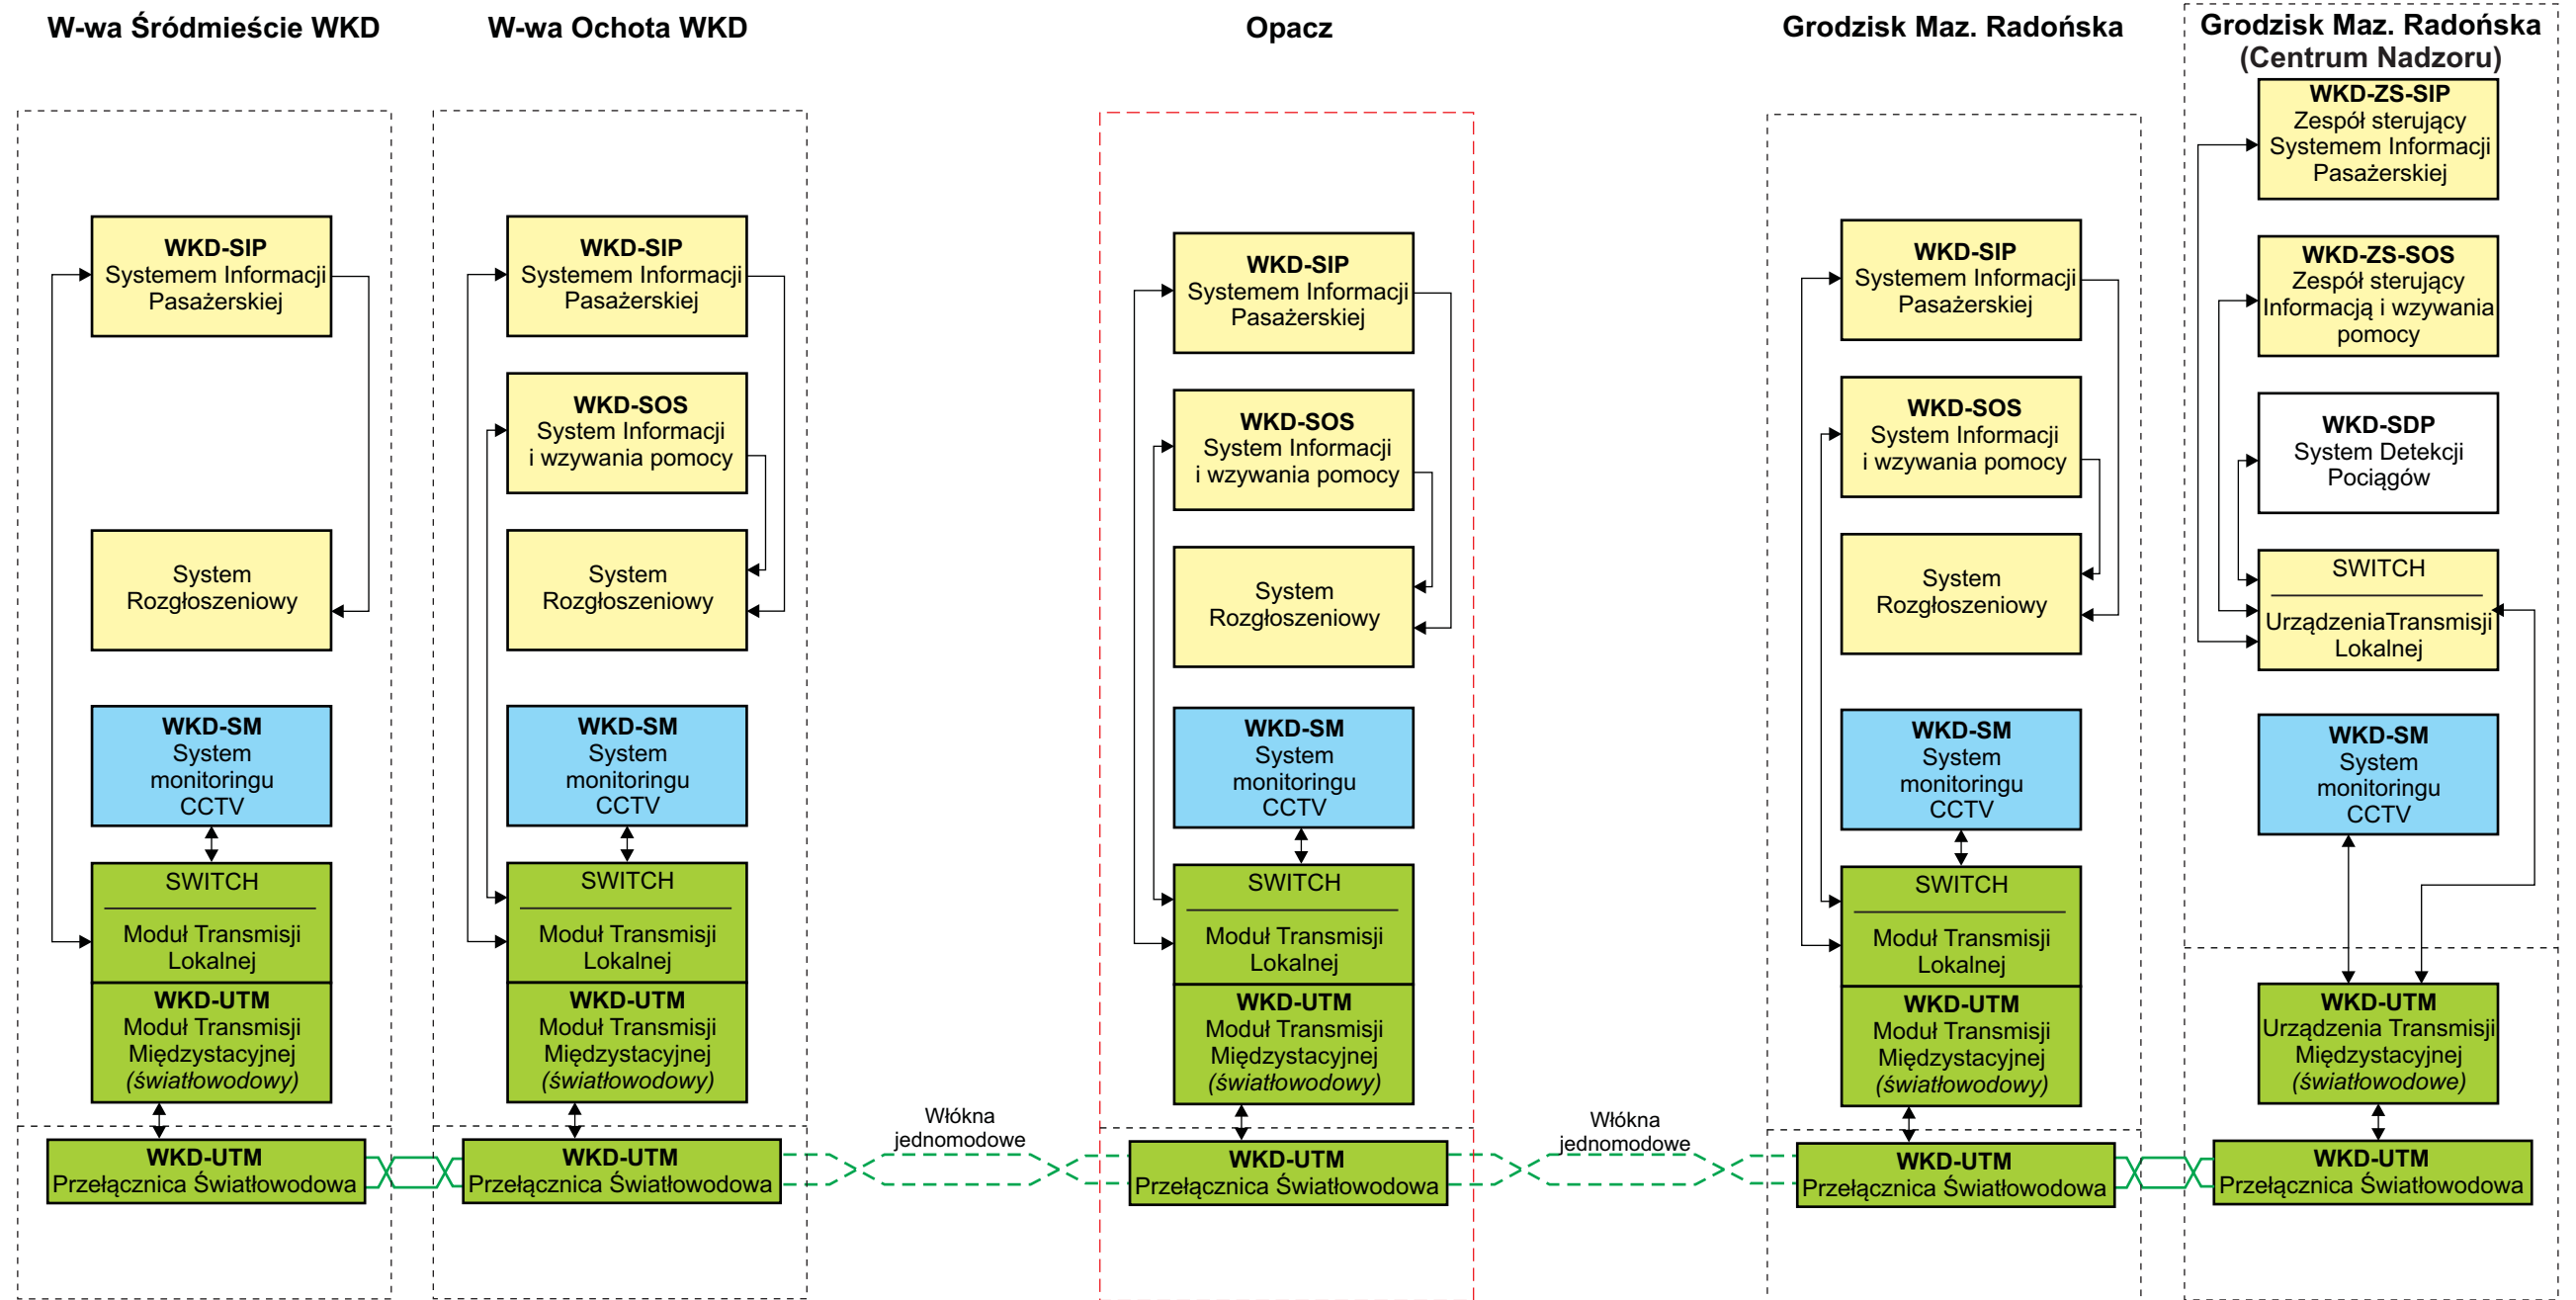 W-wa Śródmieście WKD
WKD-SIP
Systemem Informacji
Pasażerskiej
System
Rozgłoszeniowy
WKD-SM
System
monitoringu
CCTV
SWITCH
Moduł Transmisji
Lokalnej
WKD-UTM
Moduł Transmisji
Międzystacyjnej
(światłowodowy)
WKD-UTM
Przełącznica Światłowodowa
W-wa Ochota WKD
WKD-SIP
Systemem Informacji
Pasażerskiej
WKD-SOS
System Informacji
i wzywania pomocy
System
Rozgłoszeniowy
WKD-SM
System
monitoringu
CCTV
SWITCH
Moduł Transmisji
Lokalnej
WKD-UTM
Moduł Transmisji
Międzystacyjnej
(światłowodowy)
WKD-UTM
Przełącznica Światłowodowa
Włókna
jednomodowe
Opacz
WKD-SIP
Systemem Informacji
Pasażerskiej
WKD-SOS
System Informacji
i wzywania pomocy
System
Rozgłoszeniowy
WKD-SM
System
monitoringu
CCTV
SWITCH
Moduł Transmisji
Lokalnej
WKD-UTM
Moduł Transmisji
Międzystacyjnej
(światłowodowy)
WKD-UTM
Przełącznica Światłowodowa
Włókna
jednomodowe
Grodzisk Maz. Radońska
WKD-SIP
Systemem Informacji
Pasażerskiej
WKD-SOS
System Informacji
i wzywania pomocy
System
Rozgłoszeniowy
WKD-SM
System
monitoringu
CCTV
SWITCH
Moduł Transmisji
Lokalnej
WKD-UTM
Moduł Transmisji
Międzystacyjnej
(światłowodowy)
WKD-UTM
Przełącznica Światłowodowa
Grodzisk Maz. Radońska
(Centrum Nadzoru)
WKD-ZS-SIP
Zespół sterujący
Systemem Informacji
Pasażerskiej
WKD-ZS-SOS
Zespół sterujący
Informacją i wzywania
pomocy
WKD-SDP
System Detekcji
Pociągów
SWITCH
UrządzeniaTransmisji
Lokalnej
WKD-SM
System
monitoringu
CCTV
WKD-UTM
Urządzenia Transmisji
Międzystacyjnej
(światłowodowe)
WKD-UTM
Przełącznica Światłowodowa